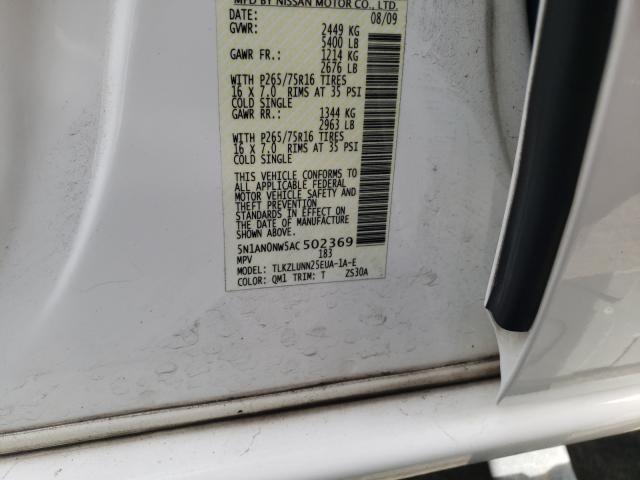 MFD BY NISSAN MOTOR CO., LTD.
DATE: 08/09
GVWR: 2449 KG
5400 LB
GAWR FR.: 1214 KG
2676 LB
WITH P265/75R16 TIRES
16 X 7.0 RIMS AT 35 PSI
COLD SINGLE
GAWR RR.: 1344 KG
2963 LB
WITH P265/75R16 TIRES
16 X 7.0 RIMS AT 35 PSI
COLD SINGLE
THIS VEHICLE CONFORMS TO
ALL APPLICABLE FEDERAL
MOTOR VEHICLE SAFETY AND
THEFT PREVENTION
STANDARDS IN EFFECT ON THE
DATE OF MANUFACTURE SHOWN
ABOVE.
5N1AN0NW5AC502369
MPV 183
MODEL: TLKZLUNN25EUA-1A-E
COLOR: QM1 TRIM: T ZS30A